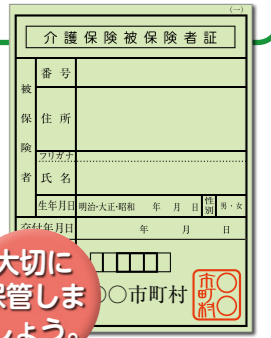 (一)
介護保険被保険者証
被保険者
番号
住所
フリガナ
氏名
生年月日 明治・大正・昭和 年 月 日 性別 男・女
交付年月日 年 月 日
○○市町村
市町村○○
大切に
保管しま
しょう。